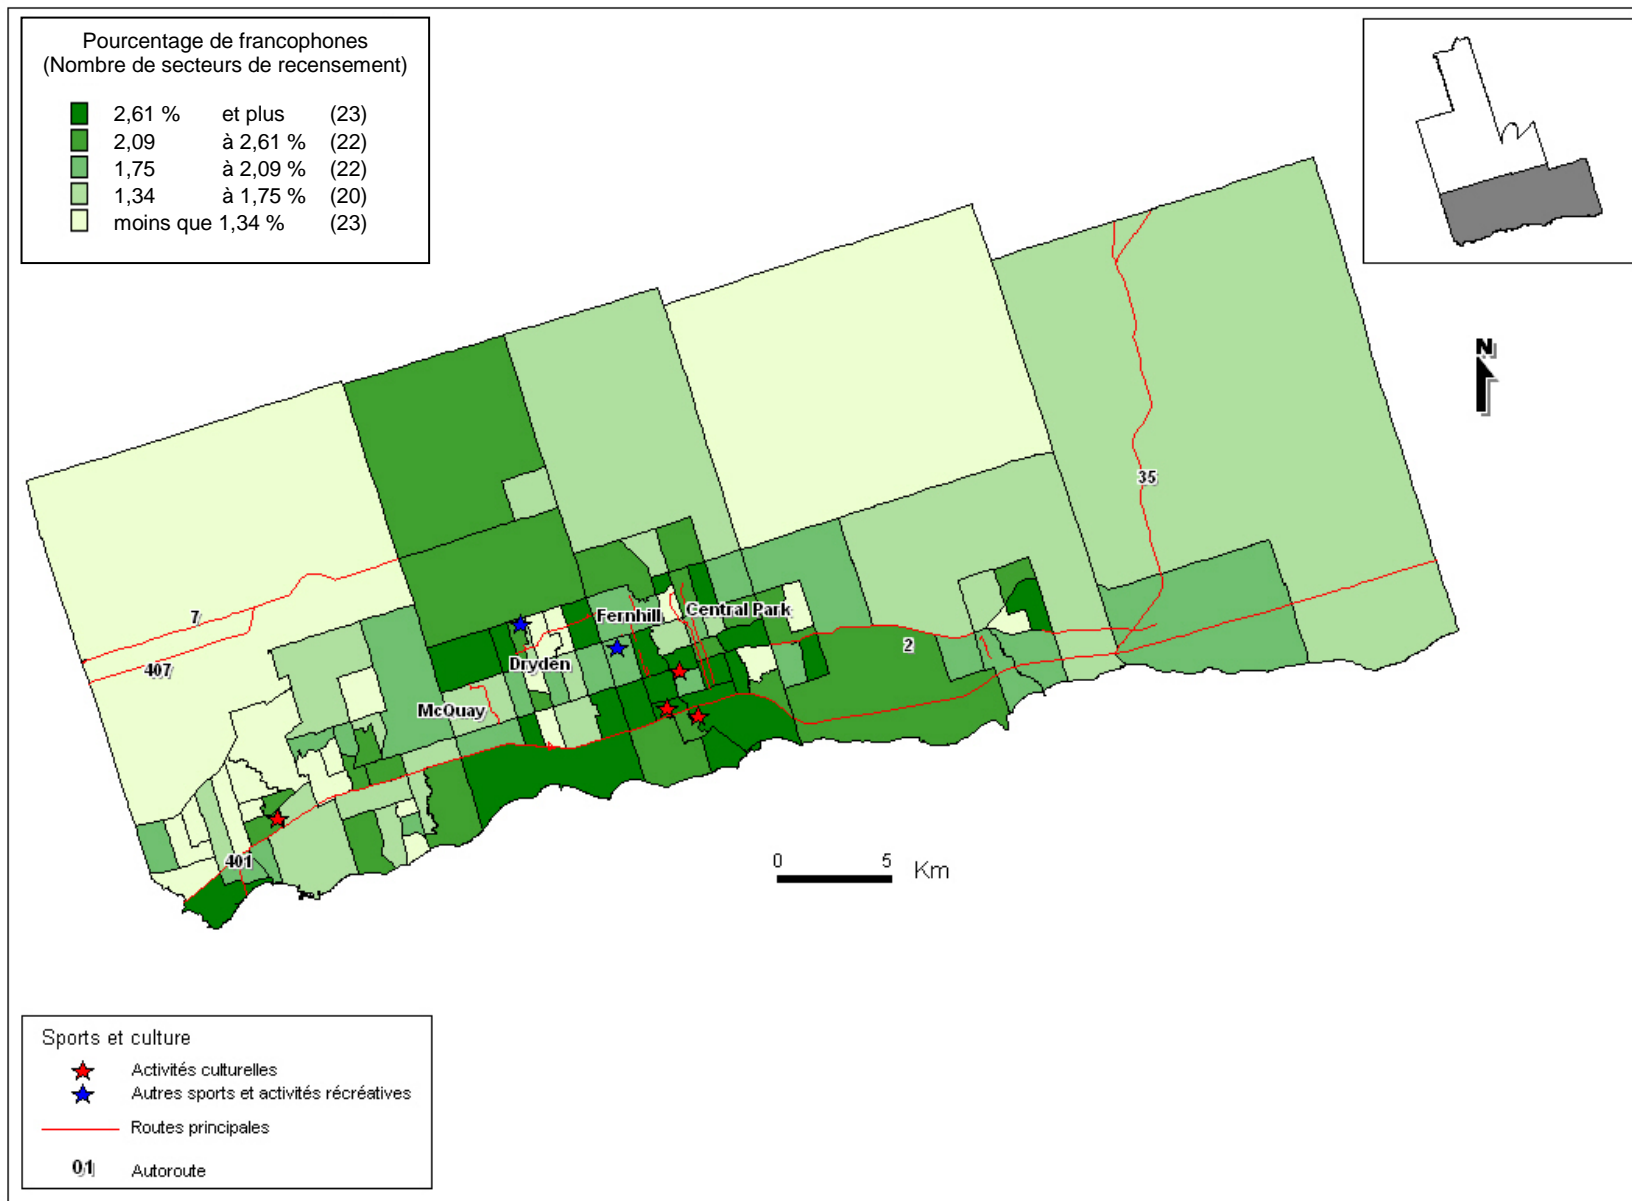 Pourcentage de francophones
(Nombre de secteurs de recensement)
2,61 % et plus (23)
2,09 à 2,61 % (22)
1,75 à 2,09 % (22)
1,34 à 1,75 % (20)
moins que 1,34 % (23)
N
35
7
407
Fernhill
Central Park
Dryden
2
McQuay
401
0 5 Km
Sports et culture
Activités culturelles
Autres sports et activités récréatives
Routes principales
01 Autoroute